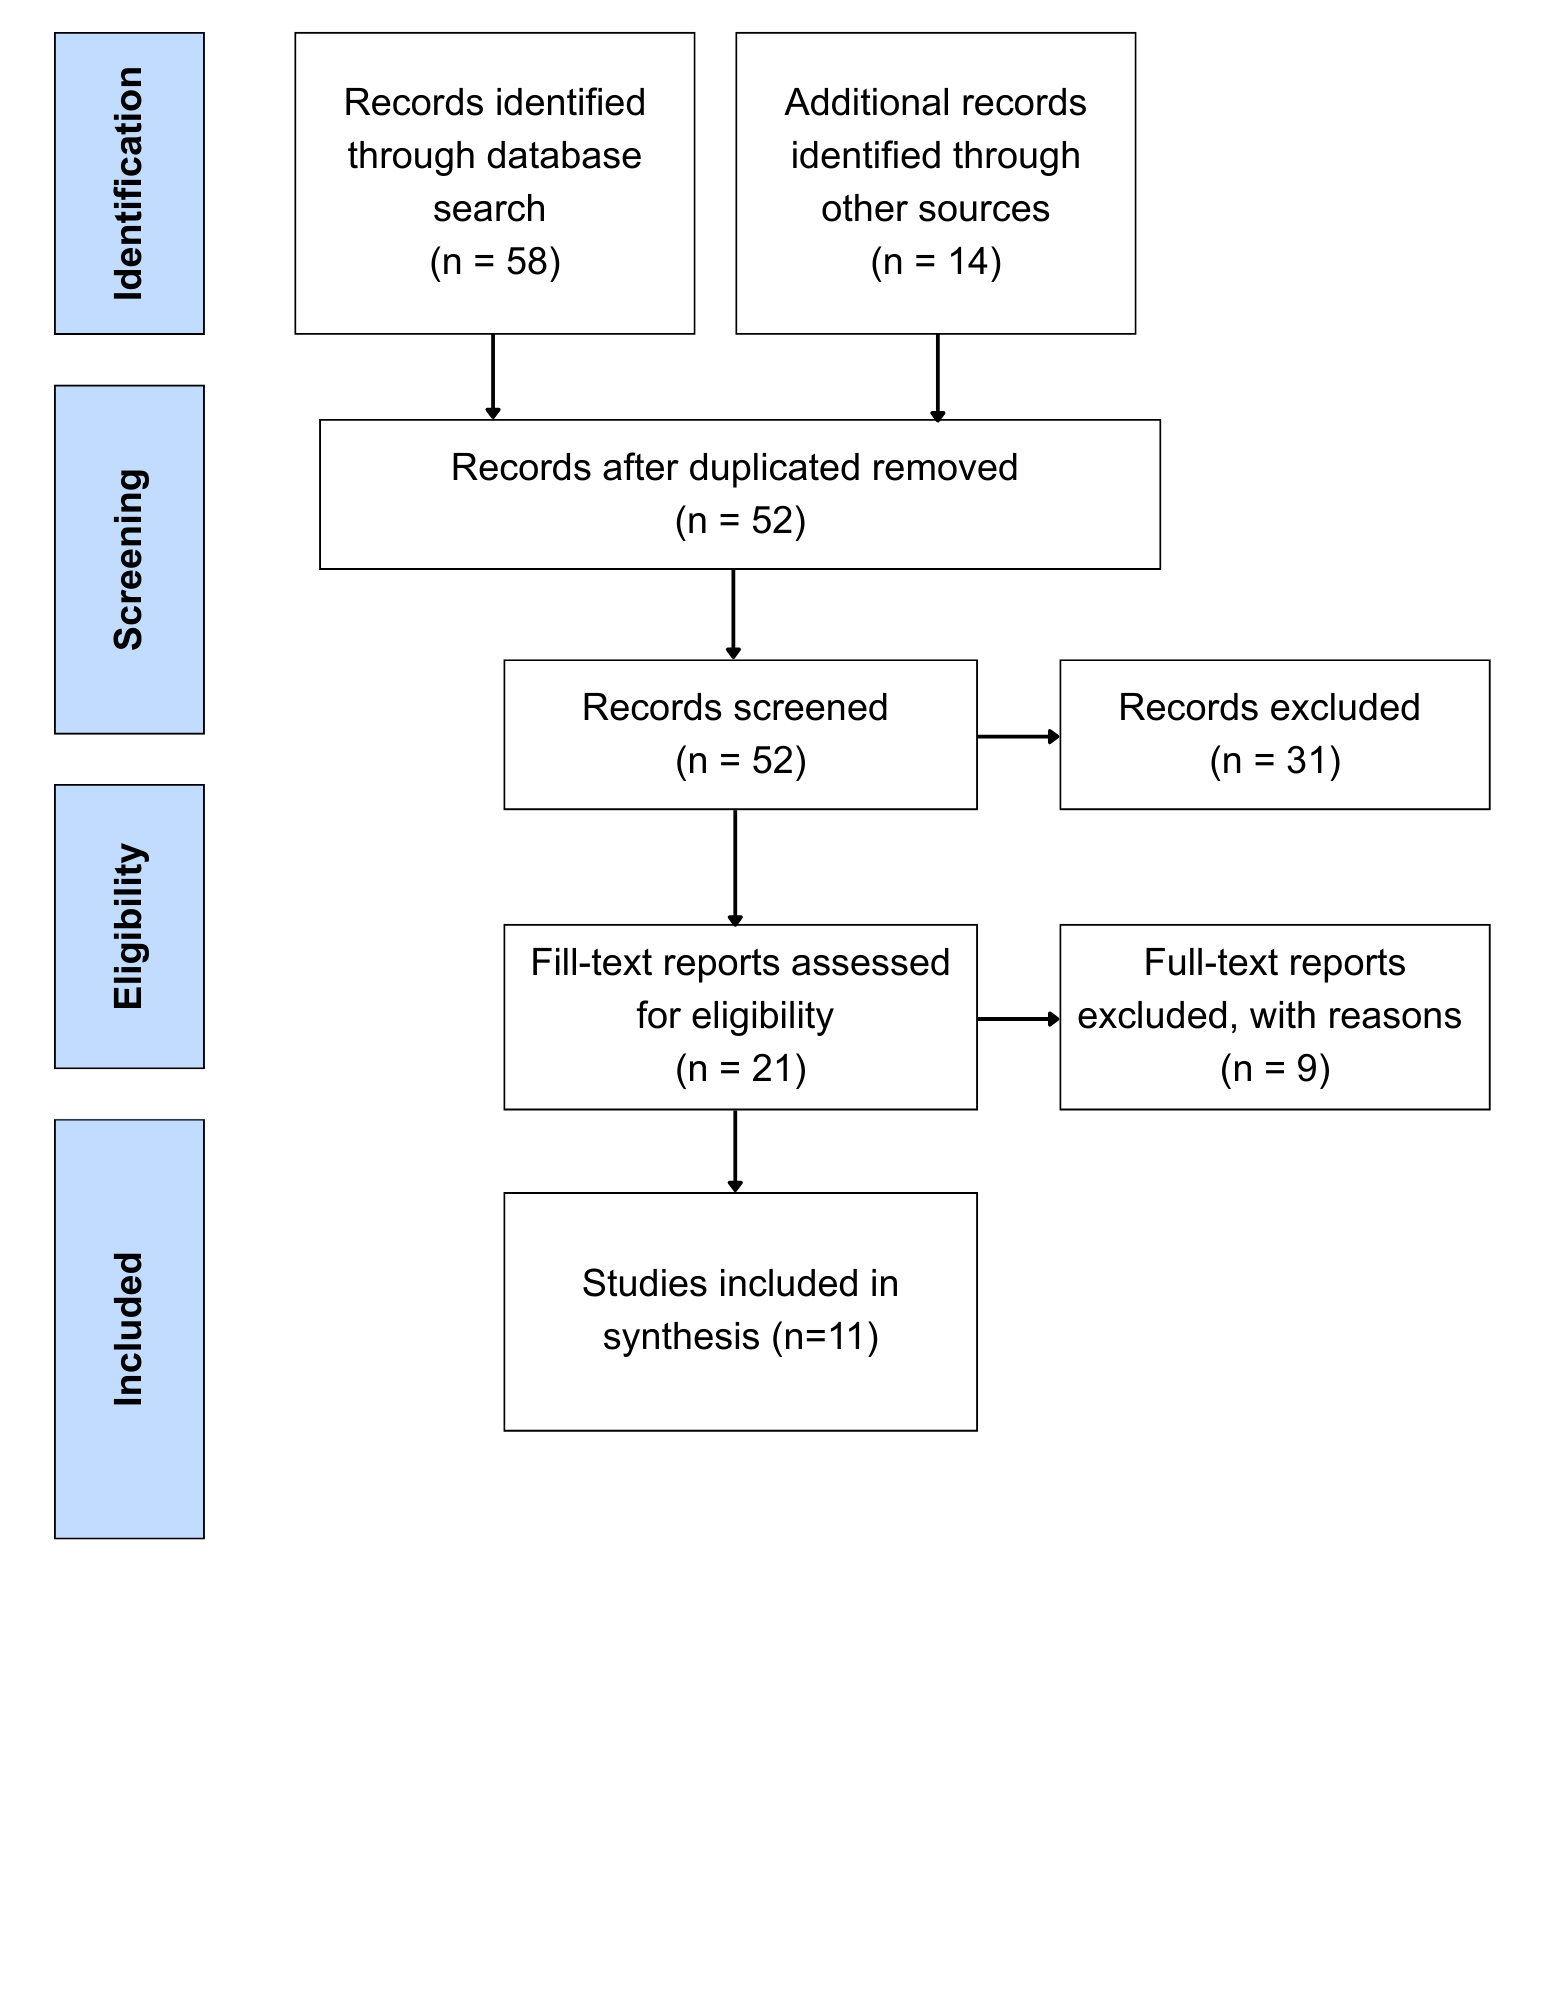 Identification
Records identified
through database
search
(n = 58)
Additional records
identified through
other sources
(n = 14)
Screening
Records after duplicated removed
(n = 52)
Records screened
(n = 52)
Records excluded
(n = 31)
Eligibility
Fill-text reports assessed
for eligibility
(n = 21)
Full-text reports
excluded, with reasons
(n = 9)
Included
Studies included in
synthesis (n=11)